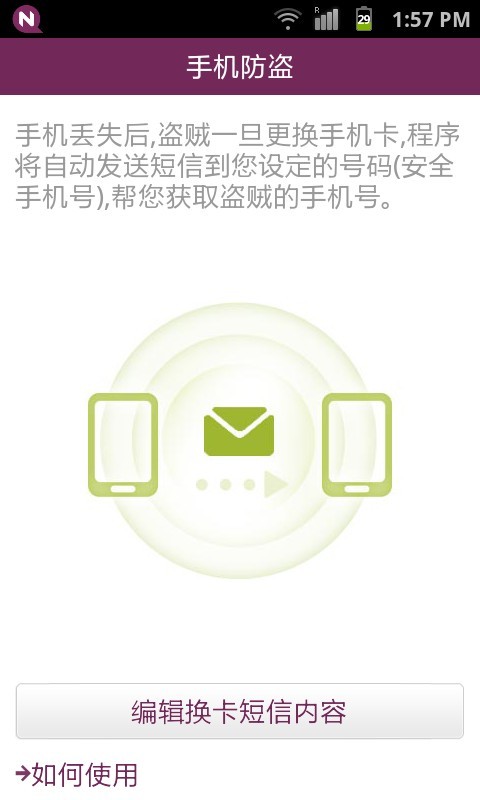 N
R
29
1:57 PM
手机防盗
手机丢失后,盗贼一旦更换手机卡,程序
将自动发送短信到您设定的号码(安全
手机号),帮您获取盗贼的手机号。
编辑换卡短信内容
➔如何使用